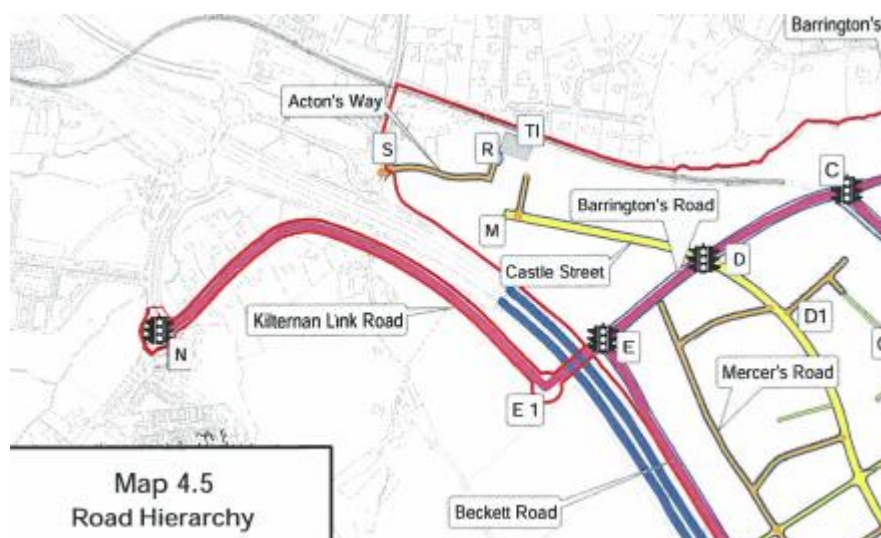 Barrington's
Acton's Way
TI
S
R
C
Barrington's Road
M
D
Castle Street
Kilternan Link Road
D1
N
E
Mercer's Road
E 1
Map 4.5
Road Hierarchy
Beckett Road